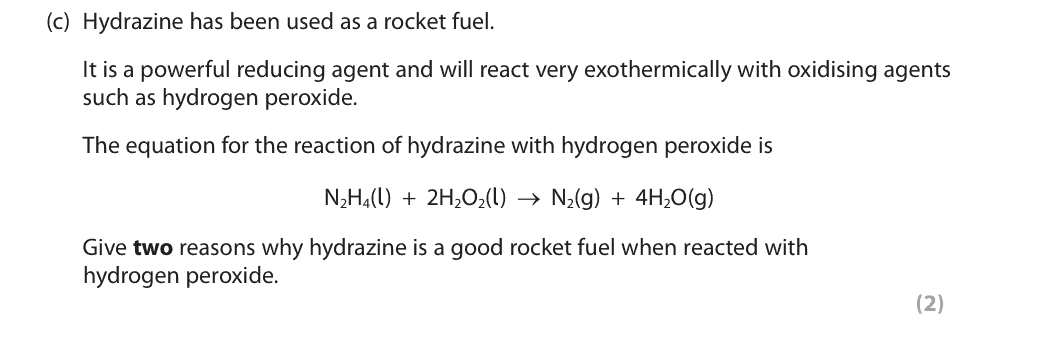 (c) Hydrazine has been used as a rocket fuel.
It is a powerful reducing agent and will react very exothermically with oxidising agents
such as hydrogen peroxide.
The equation for the reaction of hydrazine with hydrogen peroxide is
N₂H₄(l) + 2H₂O₂(l) → N₂(g) + 4H₂O(g)
Give two reasons why hydrazine is a good rocket fuel when reacted with
hydrogen peroxide.
(2)